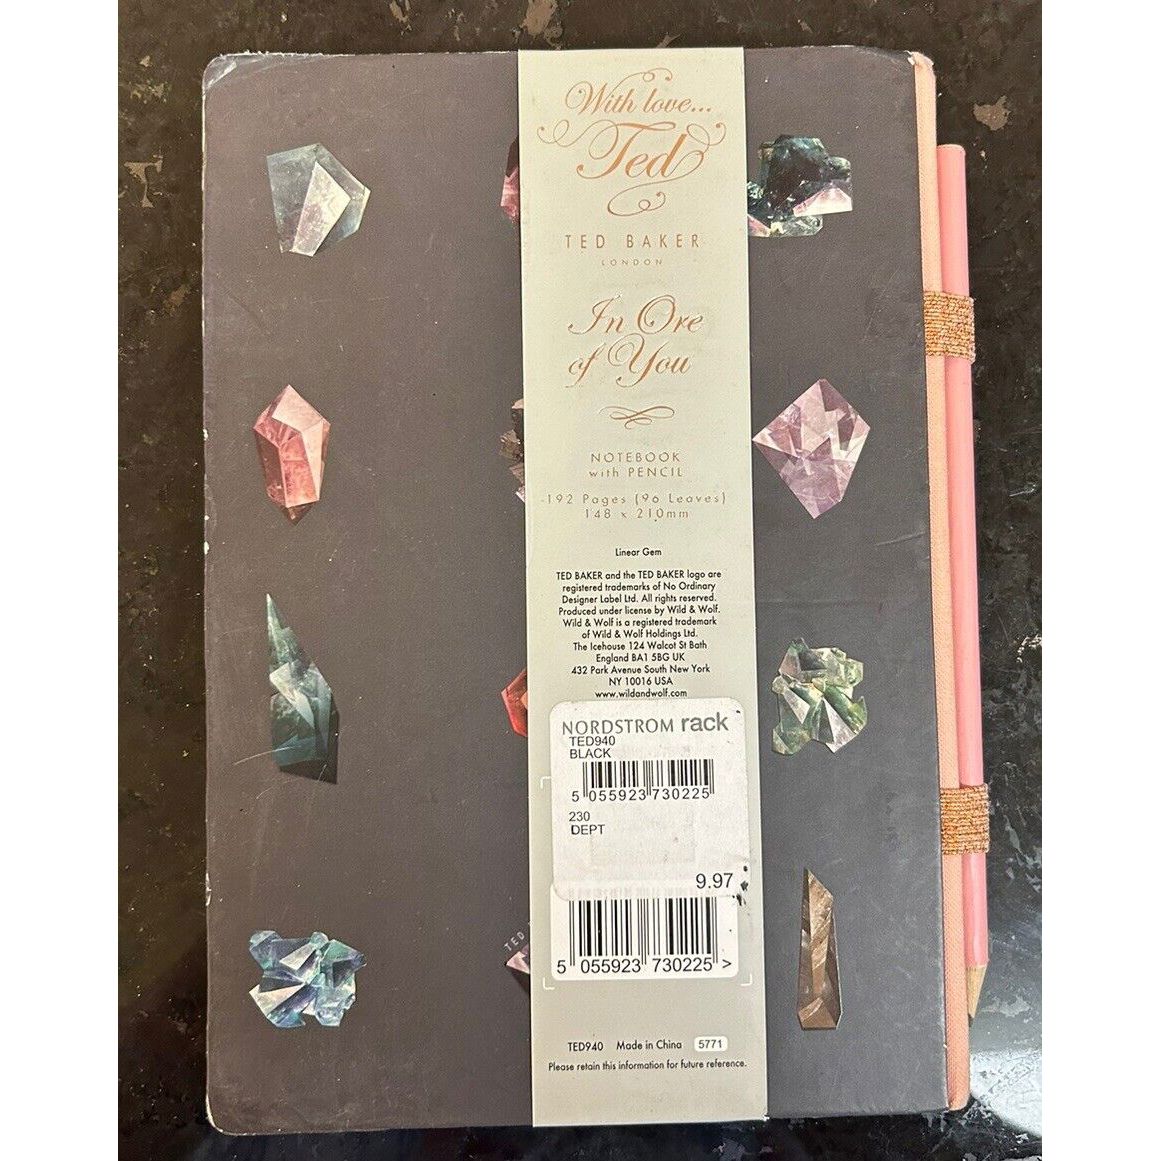 With love...
Ted
TED BAKER
LONDON
In Ore
of You
NOTEBOOK
with PENCIL
192 Pages (96 Leaves)
148 x 210mm
Linear Gem
TED BAKER and the TED BAKER logo are
registered trademarks of No Ordinary
Designer Label Ltd. All rights reserved.
Produced under license by Wild & Wolf.
Wild & Wolf is a registered trademark
of Wild & Wolf Holdings Ltd.
The Icehouse 124 Walcot St Bath
England BA1 5BG UK
432 Park Avenue South New York
NY 10016 USA
www.wildandwolf.com
NORDSTROM rack
TED940
BLACK
5 055923 730225
230
DEPT
9.97
TED
5 055923 730225 >
TED940 Made in China 5771
Please retain this information for future reference.